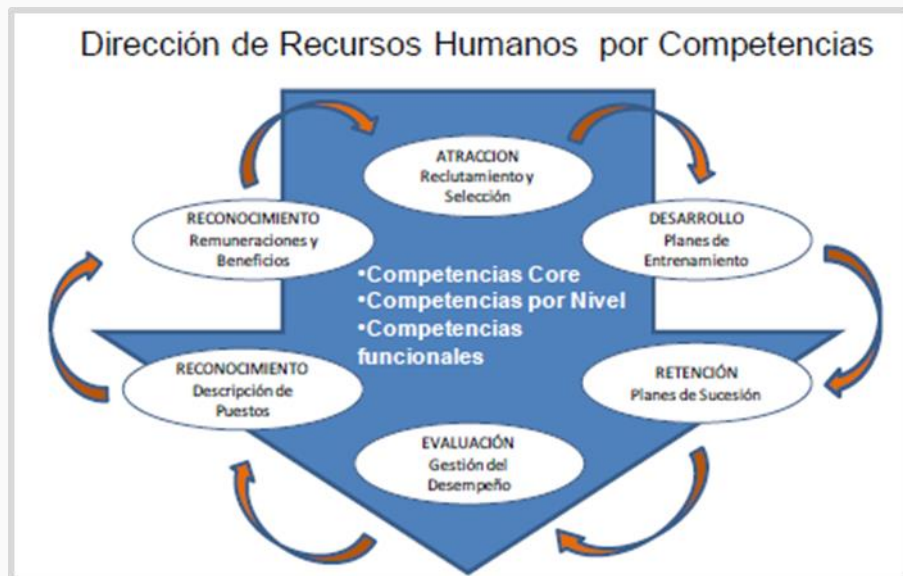 Dirección de Recursos Humanos por Competencias
ATRACCION
Reclutamiento y
Selección
RECONOCIMIENTO
Remuneraciones y
Beneficios
DESARROLLO
Planes de
Entrenamiento
•Competencias Core
•Competencias por Nivel
•Competencias
funcionales
RECONOCIMIENTO
Descripción de
Puestos
RETENCIÓN
Planes de Sucesión
EVALUACIÓN
Gestión del
Desempeño